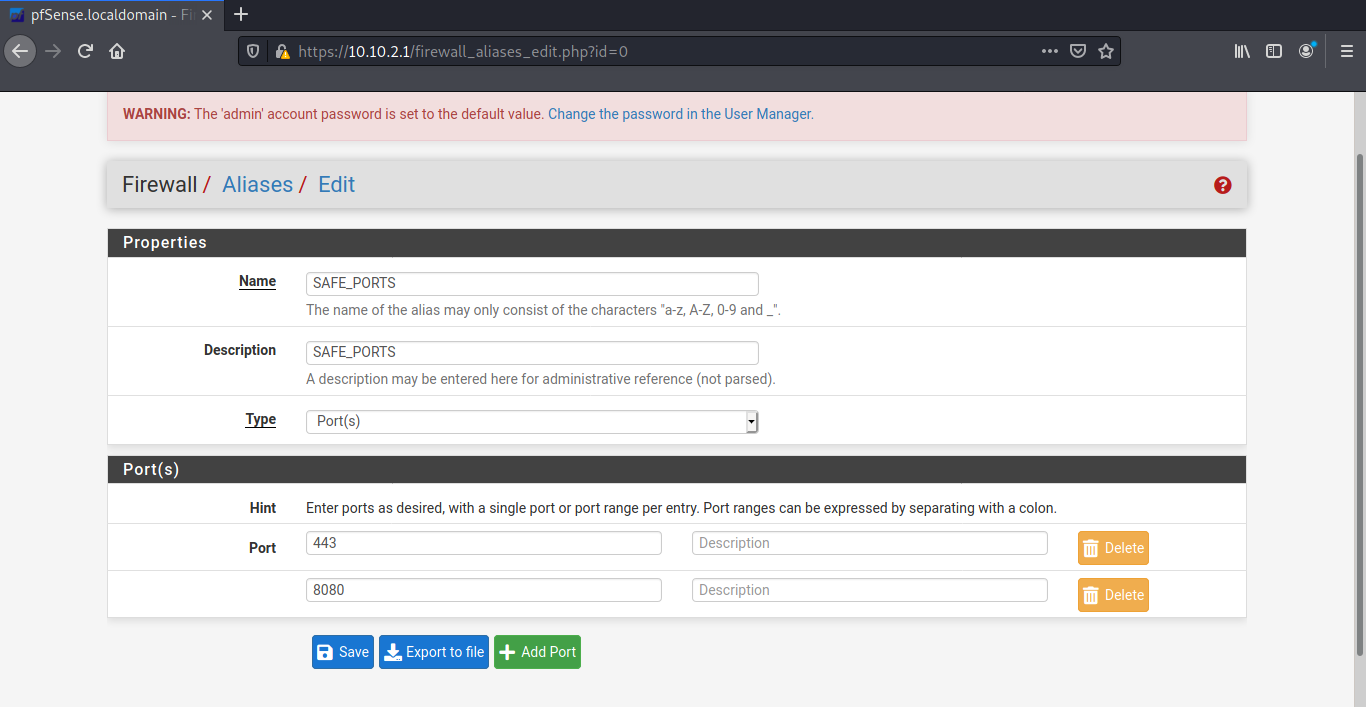 pfSense.localdomain - Fi
https://10.10.2.1/firewall_aliases_edit.php?id=0
WARNING: The 'admin' account password is set to the default value. Change the password in the User Manager.
Firewall / Aliases / Edit
Properties
Name SAFE_PORTS
The name of the alias may only consist of the characters "a-z, A-Z, 0-9 and _".
Description SAFE_PORTS
A description may be entered here for administrative reference (not parsed).
Type Port(s)
Port(s)
Hint Enter ports as desired, with a single port or port range per entry. Port ranges can be expressed by separating with a colon.
Port 443 Description Delete
8080 Description Delete
Save Export to file Add Port